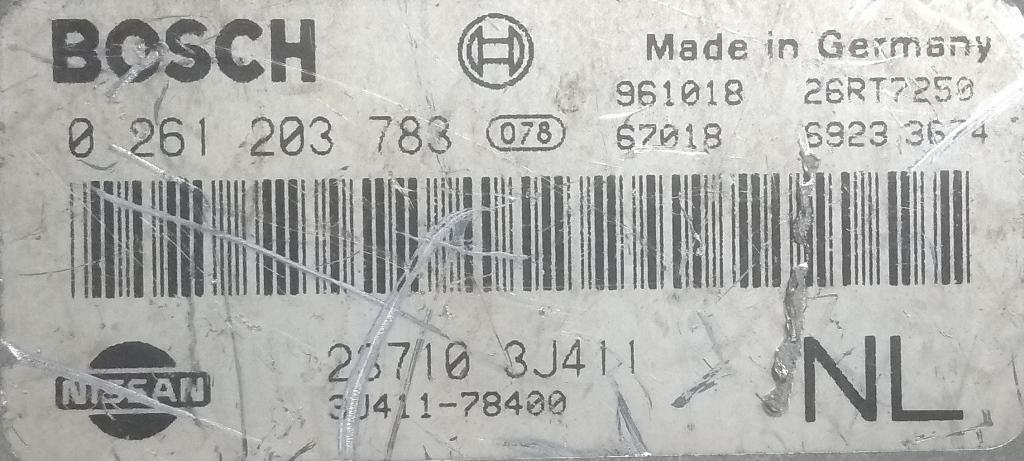 BOSCH
Made in Germany
961018 26RT7250
0 261 203 783 078 67018 6923 3674
NISSAN
23710 3J411
3J411-78400
NL